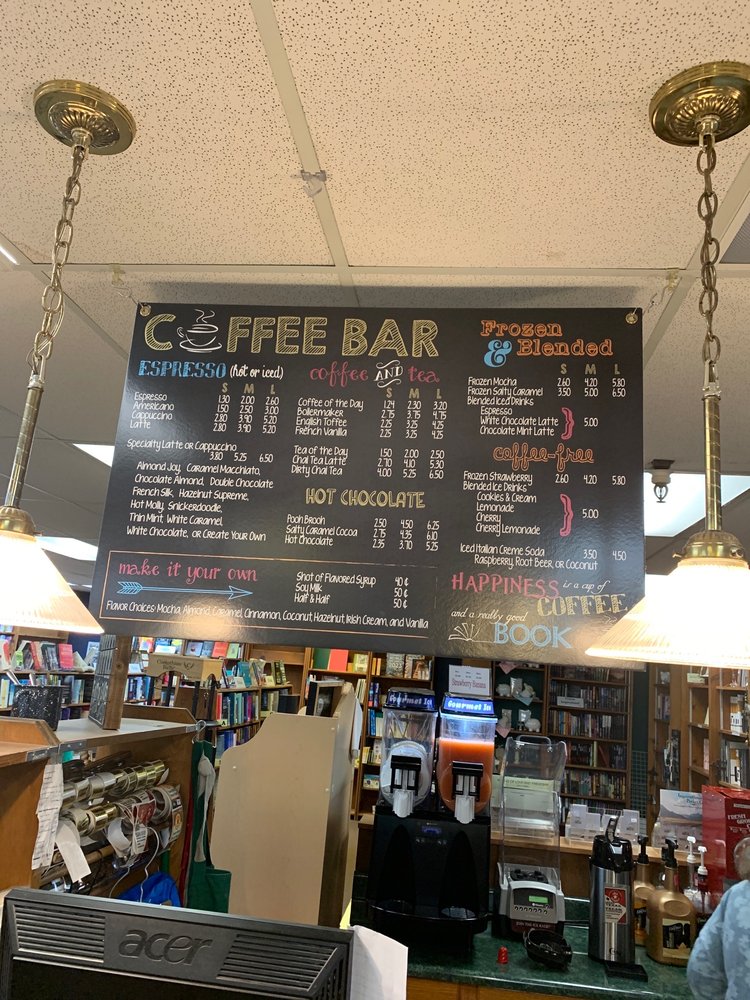 COFFEE BAR
ESPRESSO (hot or iced)
S M L
Espresso 1.30 2.00 2.60
Americano 1.50 2.50 3.00
Cappuccino 2.80 3.90 5.20
Latte 2.80 3.90 5.20
Specialty Latte or Cappuccino
3.80 5.25 6.50
Almond Joy, Caramel Macchiato,
Chocolate Almond, Double Chocolate
French Silk, Hazelnut Supreme,
Hot Molly, Snickerdoodle,
Thin Mint, White Caramel,
White Chocolate, or Create Your Own
coffee AND tea
S M L
Coffee of the Day 1.24 2.30 3.20
Boilermaker 2.75 3.75 4.75
English Toffee 2.25 3.25 4.25
French Vanilla 2.25 3.25 4.25
Tea of the Day 1.50 2.00 2.50
Chai Tea Latte 2.70 4.10 5.30
Dirty Chai Tea 4.00 5.25 6.50
HOT CHOCOLATE
Pooh Brooh 2.50 4.50 6.25
Salty Caramel Cocoa 2.75 4.35 6.10
Hot Chocolate 2.35 3.70 5.25
Frozen & Blended
S M L
Frozen Mocha 2.60 4.20 5.80
Frozen Salty Caramel 3.50 5.00 6.50
Blended Iced Drinks
Espresso
White Chocolate Latte } 5.00
Chocolate Mint Latte
coffee-free
Frozen Strawberry 2.60 4.20 5.80
Blended Ice Drinks
Cookies & Cream
Lemonade
Cherry } 5.00
Cherry Lemonade
Iced Italian Creme Soda 3.50 4.50
Raspberry, Root Beer, or Coconut
make it your own
Shot of Flavored Syrup 40¢
Soy Milk 50¢
Half & Half 50¢
Flavor Choices: Mocha, Almond, Caramel, Cinnamon, Coconut, Hazelnut, Irish Cream, and Vanilla
HAPPINESS is a cup of
COFFEE
and a really good
BOOK
Strawberry Banana
Gourmet Ice
Gourmet Ice
acer